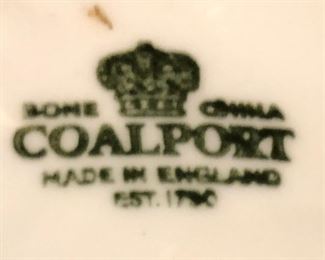 BONE CHINA
COALPORT
MADE IN ENGLAND
EST. 1750